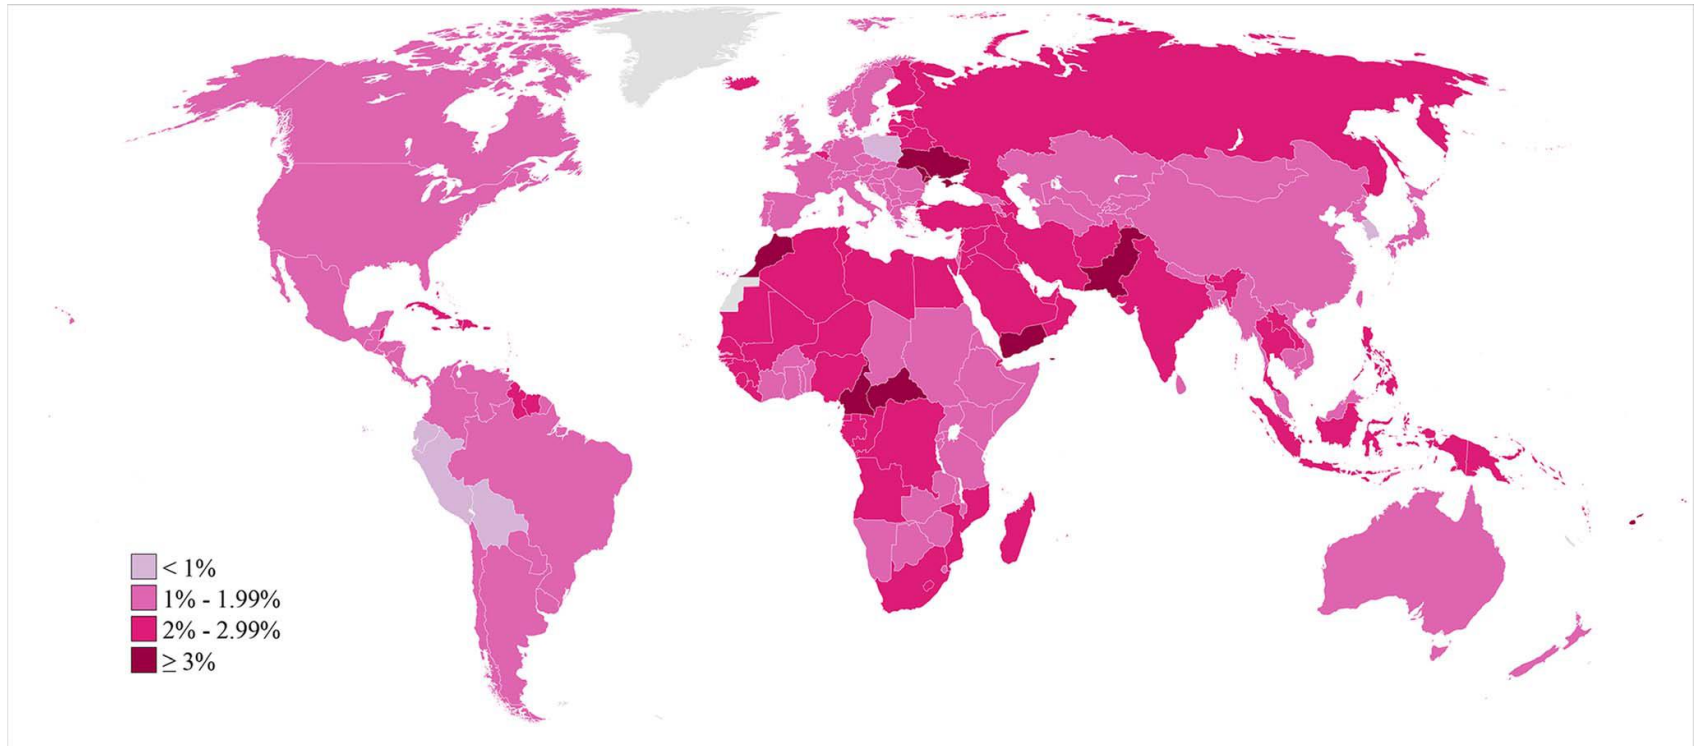 < 1%
1% - 1.99%
2% - 2.99%
≥ 3%